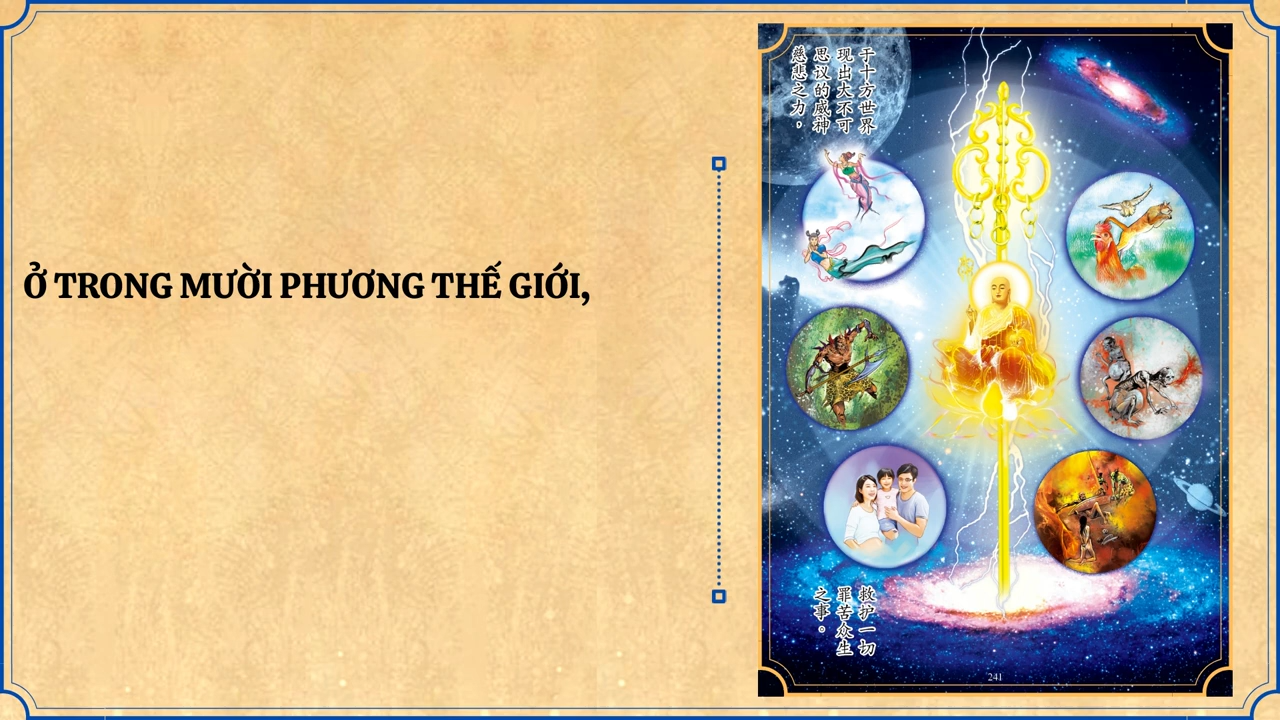 Ở TRONG MƯỜI PHƯƠNG THẾ GIỚI,
于十方世界
现出大不可
思议的威神
慈悲之力，
救护一切
罪苦众生
之事。
241